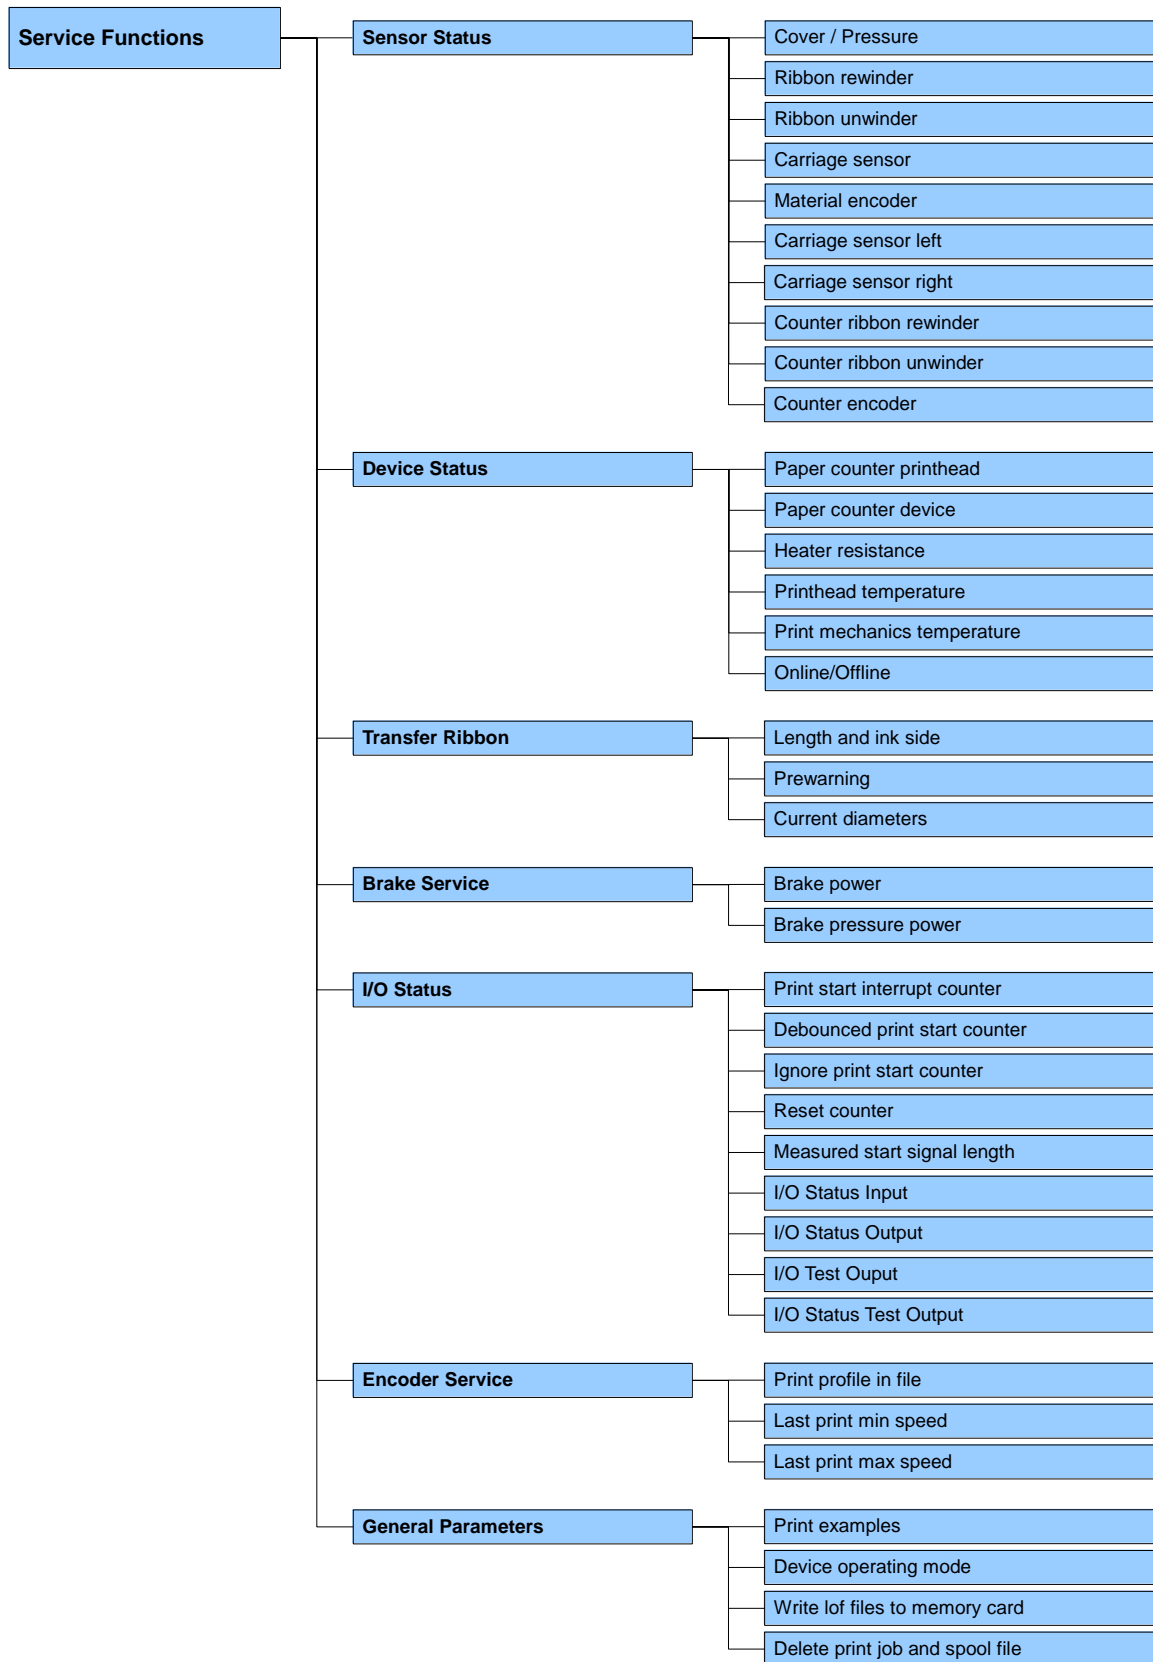 Service Functions
Sensor Status
Cover / Pressure
Ribbon rewinder
Ribbon unwinder
Carriage sensor
Material encoder
Carriage sensor left
Carriage sensor right
Counter ribbon rewinder
Counter ribbon unwinder
Counter encoder
Device Status
Paper counter printhead
Paper counter device
Heater resistance
Printhead temperature
Print mechanics temperature
Online/Offline
Transfer Ribbon
Length and ink side
Prewarning
Current diameters
Brake Service
Brake power
Brake pressure power
I/O Status
Print start interrupt counter
Debounced print start counter
Ignore print start counter
Reset counter
Measured start signal length
I/O Status Input
I/O Status Output
I/O Test Ouput
I/O Status Test Output
Encoder Service
Print profile in file
Last print min speed
Last print max speed
General Parameters
Print examples
Device operating mode
Write lof files to memory card
Delete print job and spool file